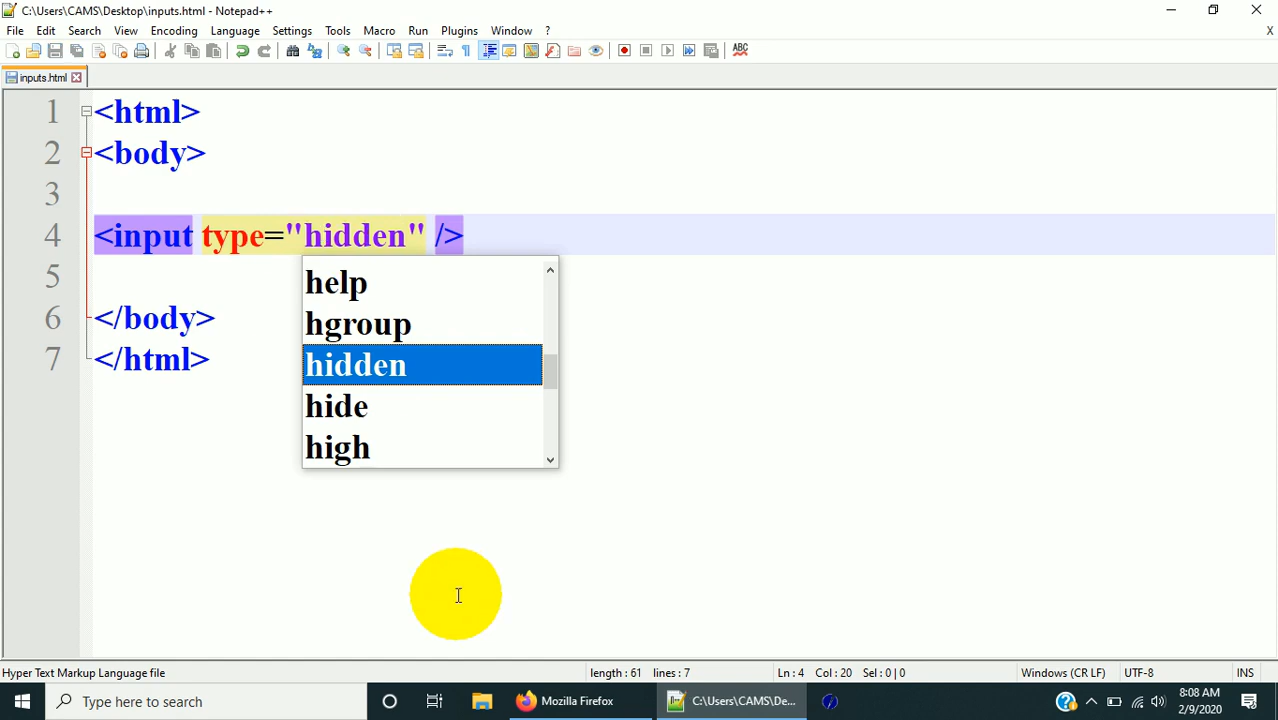 C:\Users\CAMS\Desktop\inputs.html - Notepad++
File Edit Search View Encoding Language Settings Tools Macro Run Plugins Window ?
X
ABC
inputs.html
1 <html>
2 <body>
3
4 <input type="hidden" />
5
6 </body>
7 </html>
help
hgroup
hidden
hide
high
Hyper Text Markup Language file length : 61 lines : 7 Ln : 4 Col : 20 Sel : 0 | 0 Windows (CR LF) UTF-8 INS
Type here to search Mozilla Firefox C:\Users\CAMS\De... 8:08 AM
2/9/2020